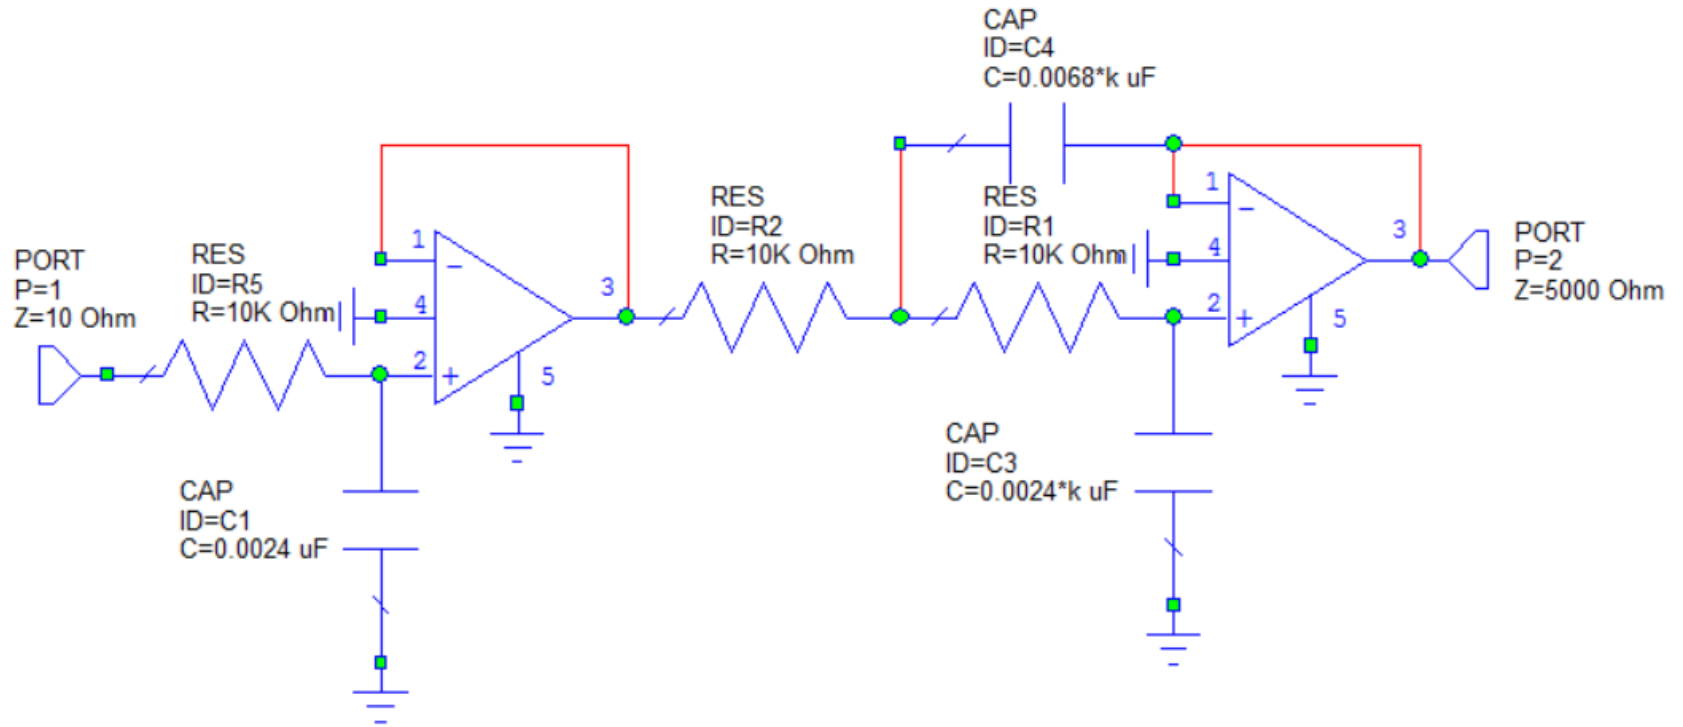 CAP
ID=C4
C=0.0068*k uF
RES
ID=R2
R=10K Ohm
RES
ID=R1
R=10K Ohm
1
−
4
2
+
3
5
PORT
P=2
Z=5000 Ohm
PORT
P=1
Z=10 Ohm
RES
ID=R5
R=10K Ohm
1
−
4
2
+
3
5
CAP
ID=C3
C=0.0024*k uF
CAP
ID=C1
C=0.0024 uF